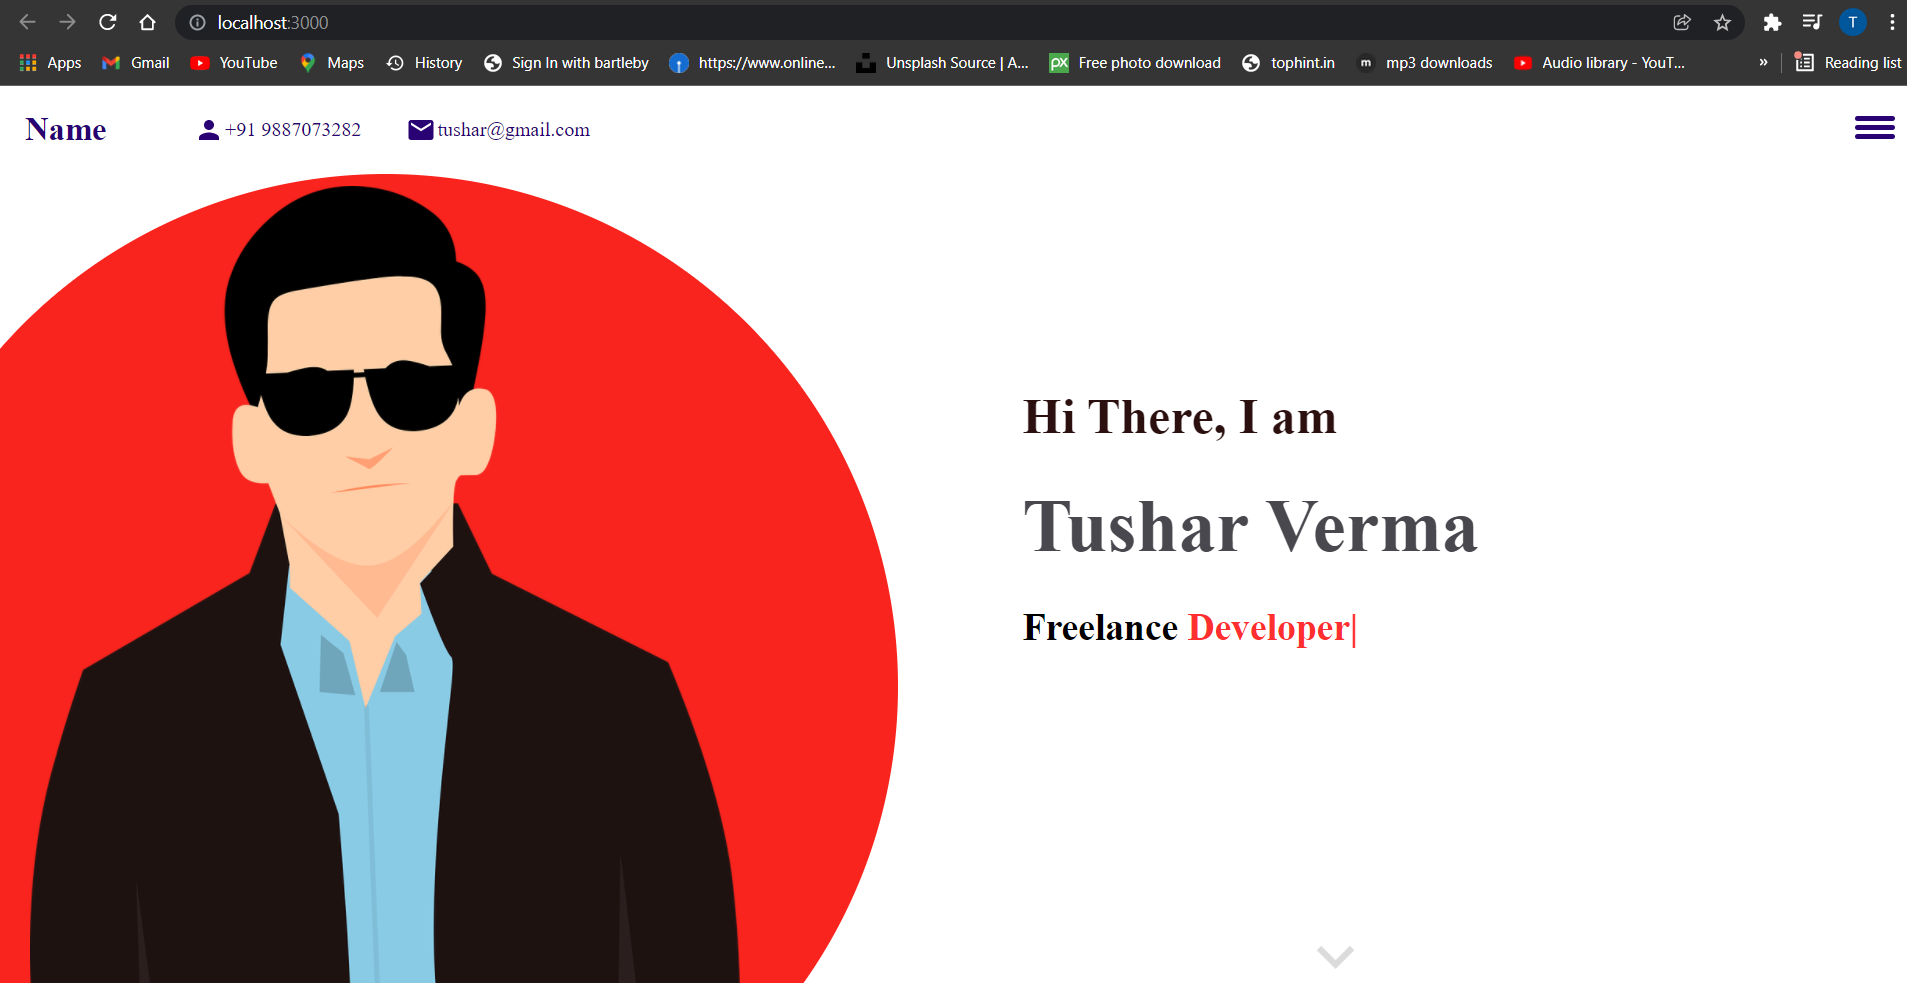 localhost:3000
T
Apps Gmail YouTube Maps History Sign In with bartleby https://www.online... Unsplash Source | A... px Free photo download tophint.in m mp3 downloads Audio library - YouT... » Reading list
Name +91 9887073282 tushar@gmail.com
Hi There, I am
Tushar Verma
Freelance Developer|